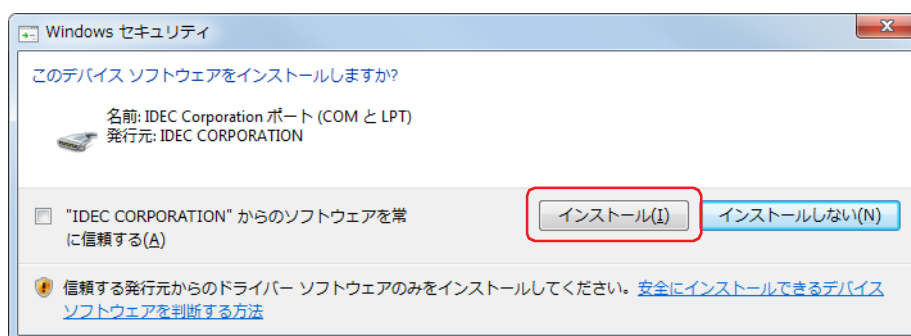 Windows セキュリティ
このデバイス ソフトウェアをインストールしますか?
名前: IDEC Corporation ポート (COM と LPT)
発行元: IDEC CORPORATION
"IDEC CORPORATION" からのソフトウェアを常
に信頼する(A)
インストール(I)
インストールしない(N)
信頼する発行元からのドライバー ソフトウェアのみをインストールしてください。安全にインストールできるデバイス
ソフトウェアを判断する方法